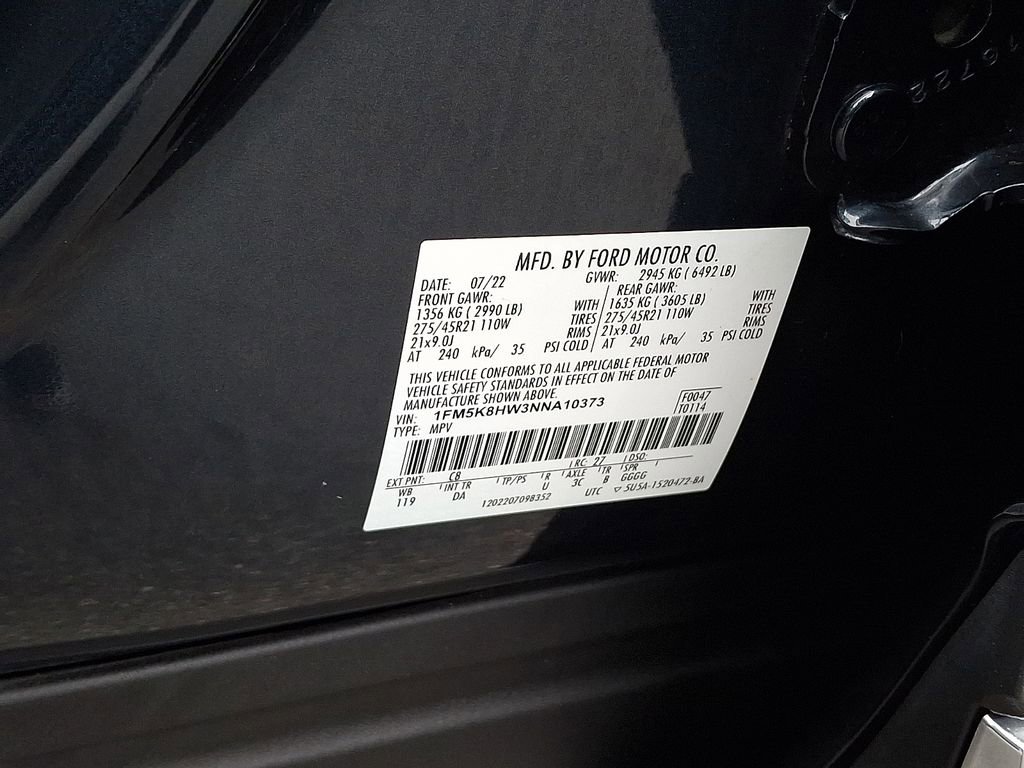 MFD. BY FORD MOTOR CO.
DATE: 07/22 GVWR: 2945 KG ( 6492 LB)
FRONT GAWR: REAR GAWR:
1356 KG ( 2990 LB) WITH 1635 KG ( 3605 LB) WITH
275/45R21 110W TIRES 275/45R21 110W TIRES
21x9.0J RIMS 21x9.0J RIMS
AT 240 kPa/ 35 PSI COLD AT 240 kPa/ 35 PSI COLD
THIS VEHICLE CONFORMS TO ALL APPLICABLE FEDERAL MOTOR
VEHICLE SAFETY STANDARDS IN EFFECT ON THE DATE OF
MANUFACTURE SHOWN ABOVE.
VIN: 1FM5K8HW3NNA10373 F0047
TYPE: MPV T0114
EXT PNT: C8 RC: 27 DSO:
WB INT TR TP/PS R AXLE TR SPR
119 DA U 3C B GGGG
1202207098352 UTC ▽ 5U5A-1520472-BA